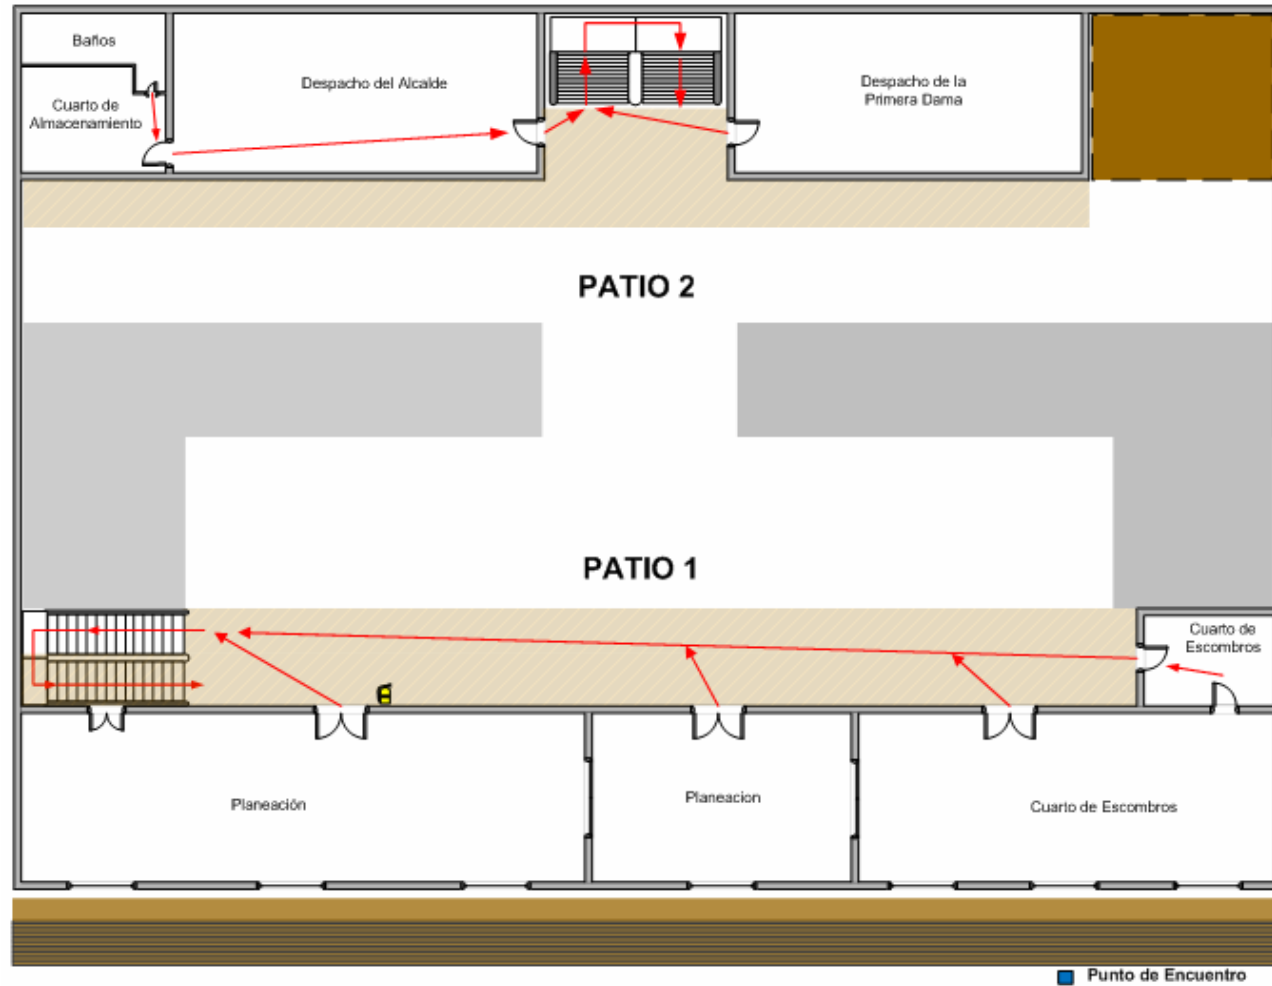 Baños
Despacho del Alcalde
Despacho de la
Primera Dama
Cuarto de
Almacenamiento
PATIO 2
PATIO 1
Cuarto de
Escombros
Planeación
Planeacion
Cuarto de Escombros
Punto de Encuentro